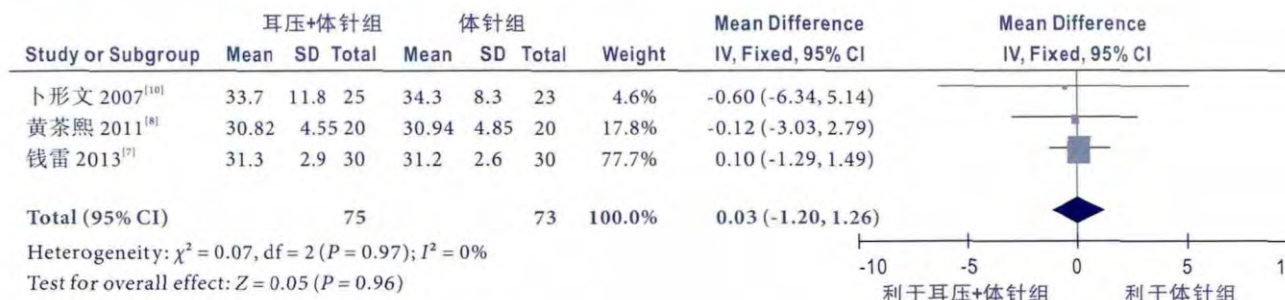 耳压+体针组 体针组 Mean Difference Mean Difference
Study or Subgroup Mean SD Total Mean SD Total Weight IV, Fixed, 95% CI IV, Fixed, 95% CI
卜形文 2007[10] 33.7 11.8 25 34.3 8.3 23 4.6% -0.60 (-6.34, 5.14)
黄茶熙 2011[8] 30.82 4.55 20 30.94 4.85 20 17.8% -0.12 (-3.03, 2.79)
钱雷 2013[7] 31.3 2.9 30 31.2 2.6 30 77.7% 0.10 (-1.29, 1.49)
Total (95% CI) 75 73 100.0% 0.03 (-1.20, 1.26)
Heterogeneity: χ² = 0.07, df = 2 (P = 0.97); I² = 0%
Test for overall effect: Z = 0.05 (P = 0.96)
-10 -5 0 5
利于耳压+体针组 利于体针组